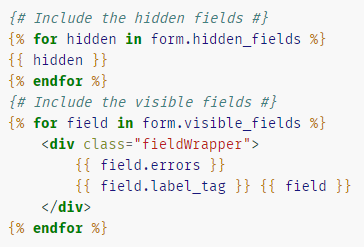 {# Include the hidden fields #}
{% for hidden in form.hidden_fields %}
{{ hidden }}
{% endfor %}
{# Include the visible fields #}
{% for field in form.visible_fields %}
    <div class="fieldWrapper">
        {{ field.errors }}
        {{ field.label_tag }} {{ field }}
    </div>
{% endfor %}